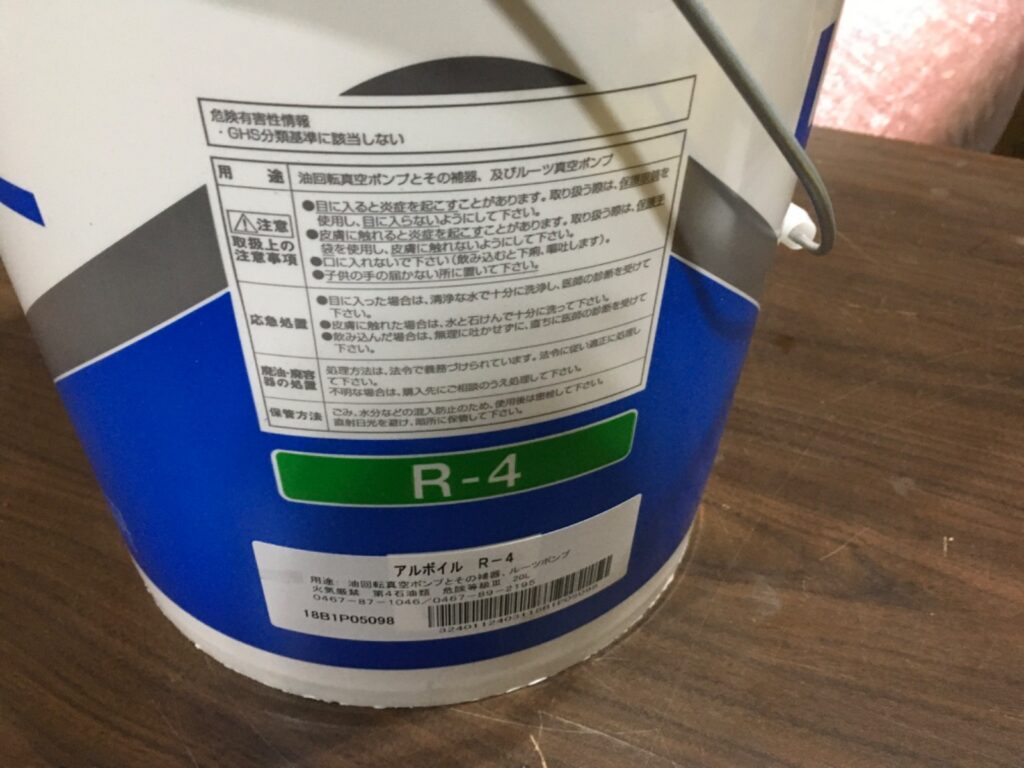 危険有害性情報
・GHS分類基準に該当しない
用 途 油回転真空ポンプとその補器、及びルーツ真空ポンプ
注意
取扱上の
注意事項
●目に入ると炎症を起こすことがあります。取り扱う際は、保護眼鏡を
使用し、目に入らないようにして下さい。
●皮膚に触れると炎症を起こすことがあります。取り扱う際は、保護手
袋を使用し、皮膚に触れないようにして下さい。
●口に入れないで下さい(飲み込むと下痢、嘔吐します)。
●子供の手の届かない所に置いて下さい。
応急処置
●目に入った場合は、清浄な水で十分に洗浄し、医師の診断を受けて
下さい。
●皮膚に触れた場合は、水と石けんで十分に洗って下さい。
●飲み込んだ場合は、無理に吐かせずに、直ちに医師の診断を受けて
下さい。
廃油・廃容
器の処置
処理方法は、法令で義務づけられています。法令に従い適正に処理し
て下さい。
不明な場合は、購入先にご相談のうえ処理して下さい。
保管方法
ごみ、水分などの混入防止のため、使用後は密栓して下さい。
直射日光を避け、暗所に保管して下さい。
R-4
アルボイル R-4
用途: 油回転真空ポンプとその補器、ルーツポンプ
火気厳禁 第4石油類 危険等級Ⅲ 20L
0467-87-1046/0467-89-2195
18B1P05098
3240112403118B1P05098